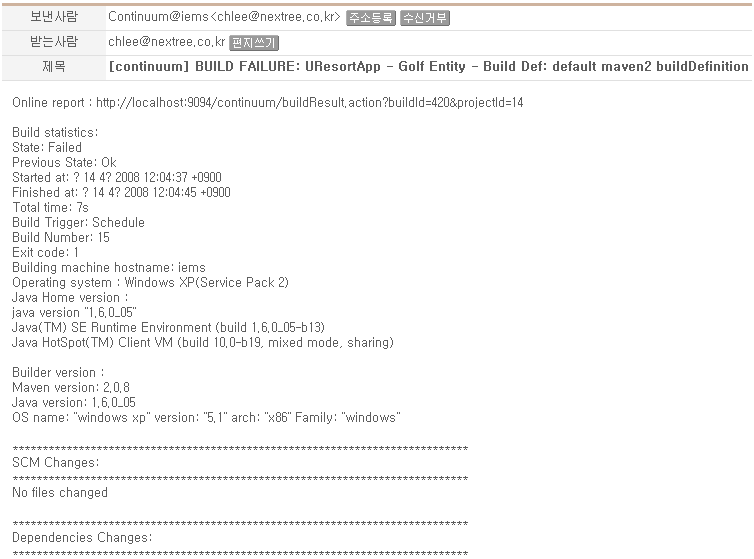 보낸사람 Continuum@iems<chlee@nextree.co.kr> 주소등록 수신거부
받는사람 chlee@nextree.co.kr 편지쓰기
제목 [continuum] BUILD FAILURE: UResortApp - Golf Entity - Build Def: default maven2 buildDefinition
Online report : http://localhost:9094/continuum/buildResult.action?buildId=420&projectId=14
Build statistics:
State: Failed
Previous State: Ok
Started at: ? 14 4? 2008 12:04:37 +0900
Finished at: ? 14 4? 2008 12:04:45 +0900
Total time: 7s
Build Trigger: Schedule
Build Number: 15
Exit code: 1
Building machine hostname: iems
Operating system : Windows XP(Service Pack 2)
Java Home version :
java version "1.6.0_05"
Java(TM) SE Runtime Environment (build 1.6.0_05-b13)
Java HotSpot(TM) Client VM (build 10.0-b19, mixed mode, sharing)
Builder version :
Maven version: 2.0.8
Java version: 1.6.0_05
OS name: "windows xp" version: "5.1" arch: "x86" Family: "windows"
****************************************************************************
SCM Changes:
****************************************************************************
No files changed
****************************************************************************
Dependencies Changes:
****************************************************************************